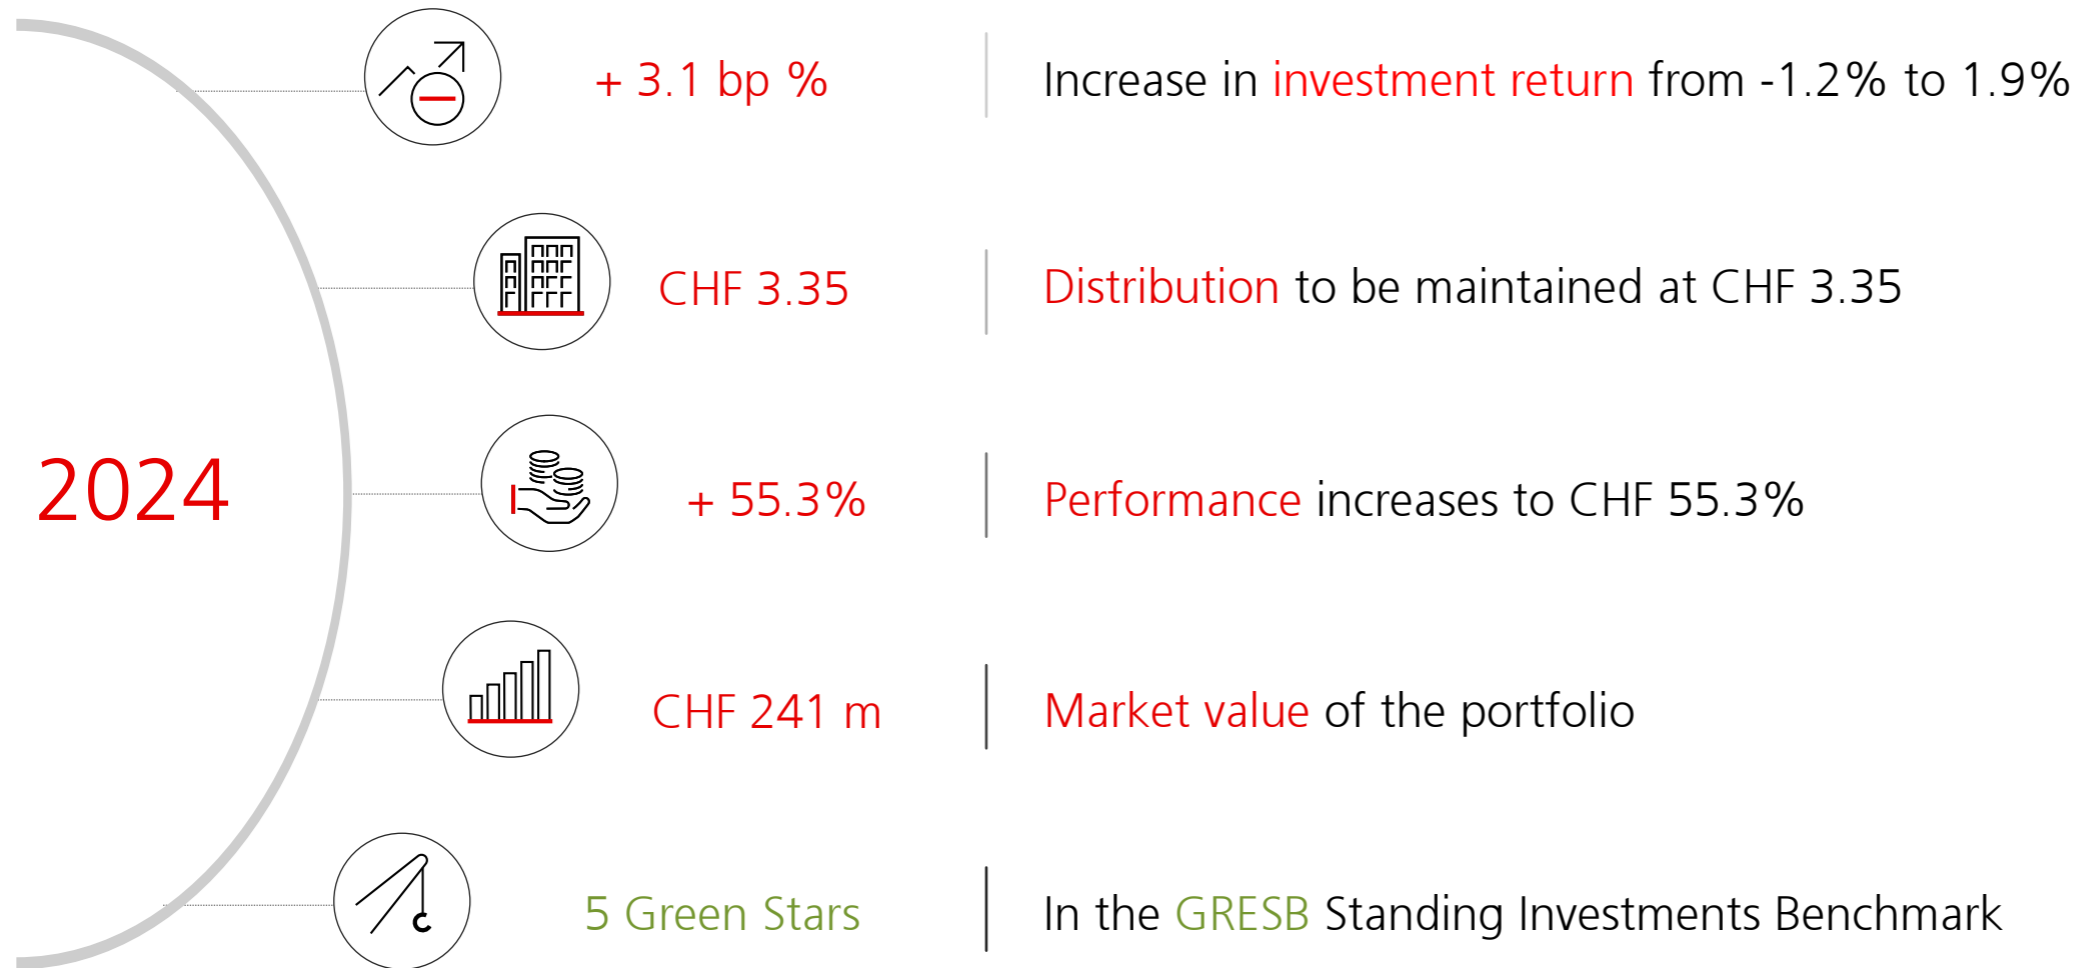 2024
+ 3.1 bp %
Increase in investment return from -1.2% to 1.9%
CHF 3.35
Distribution to be maintained at CHF 3.35
+ 55.3%
Performance increases to CHF 55.3%
CHF 241 m
Market value of the portfolio
5 Green Stars
In the GRESB Standing Investments Benchmark